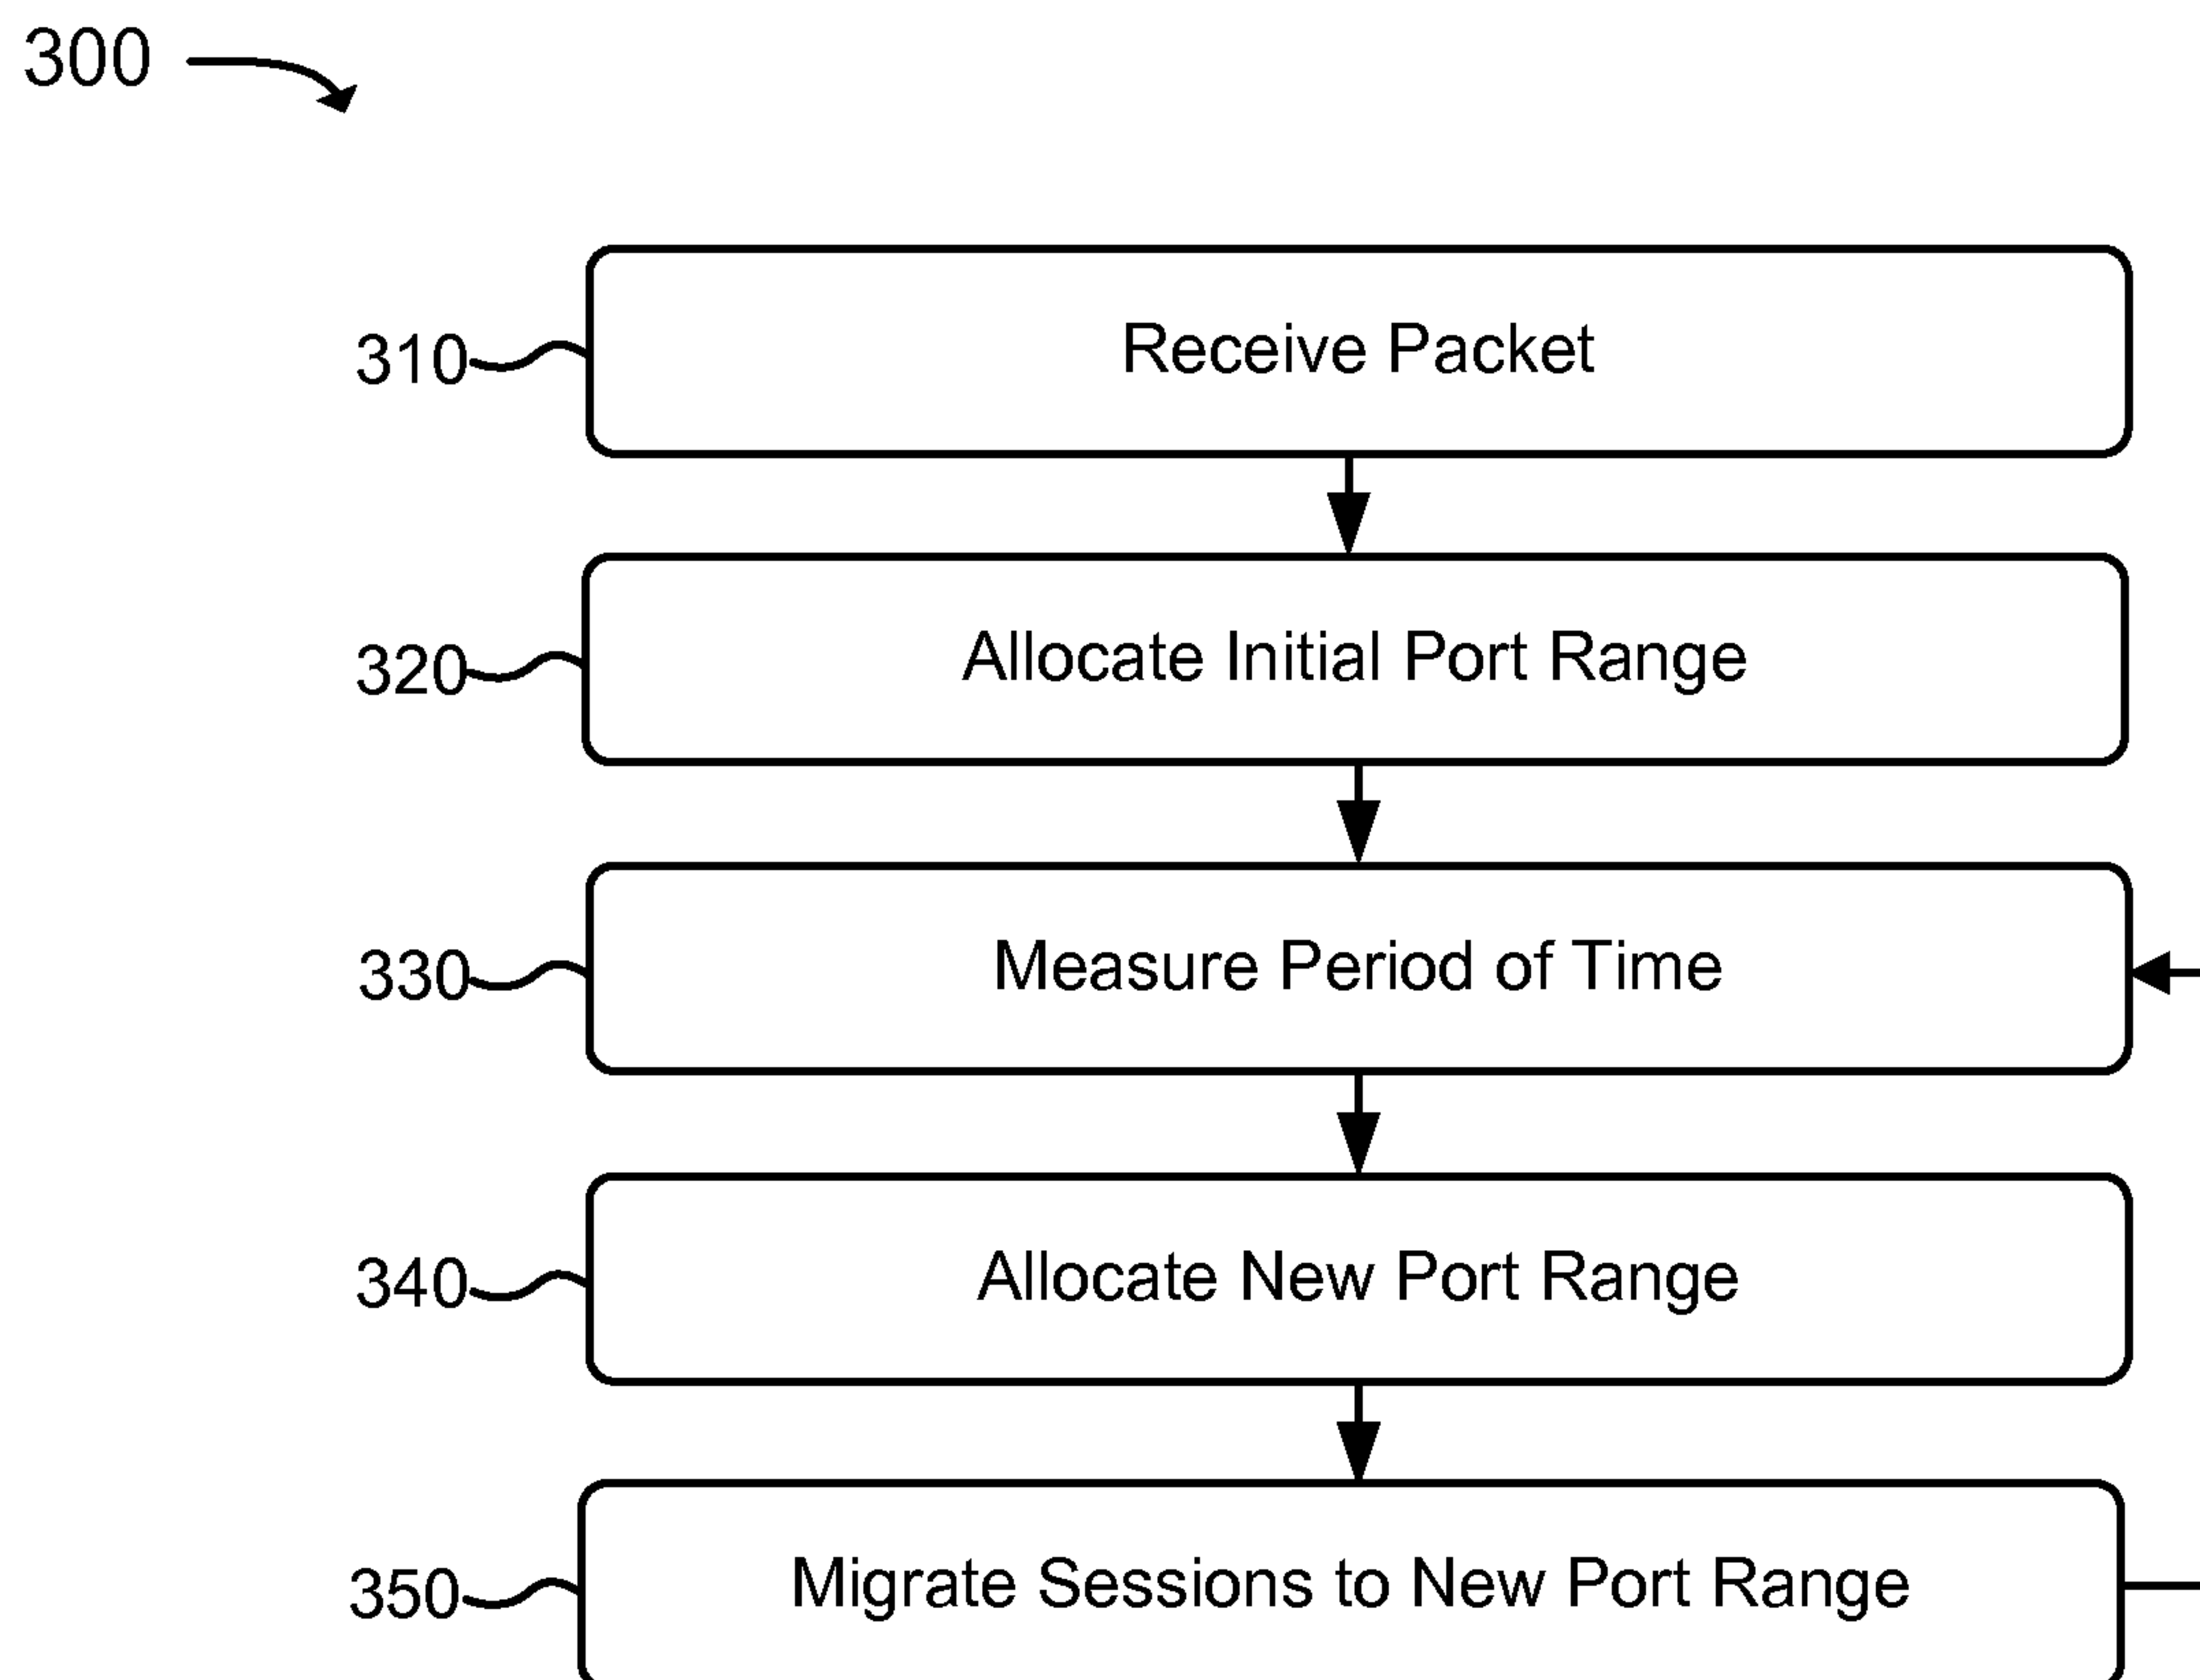 300
310 Receive Packet
320 Allocate Initial Port Range
330 Measure Period of Time
340 Allocate New Port Range
350 Migrate Sessions to New Port Range